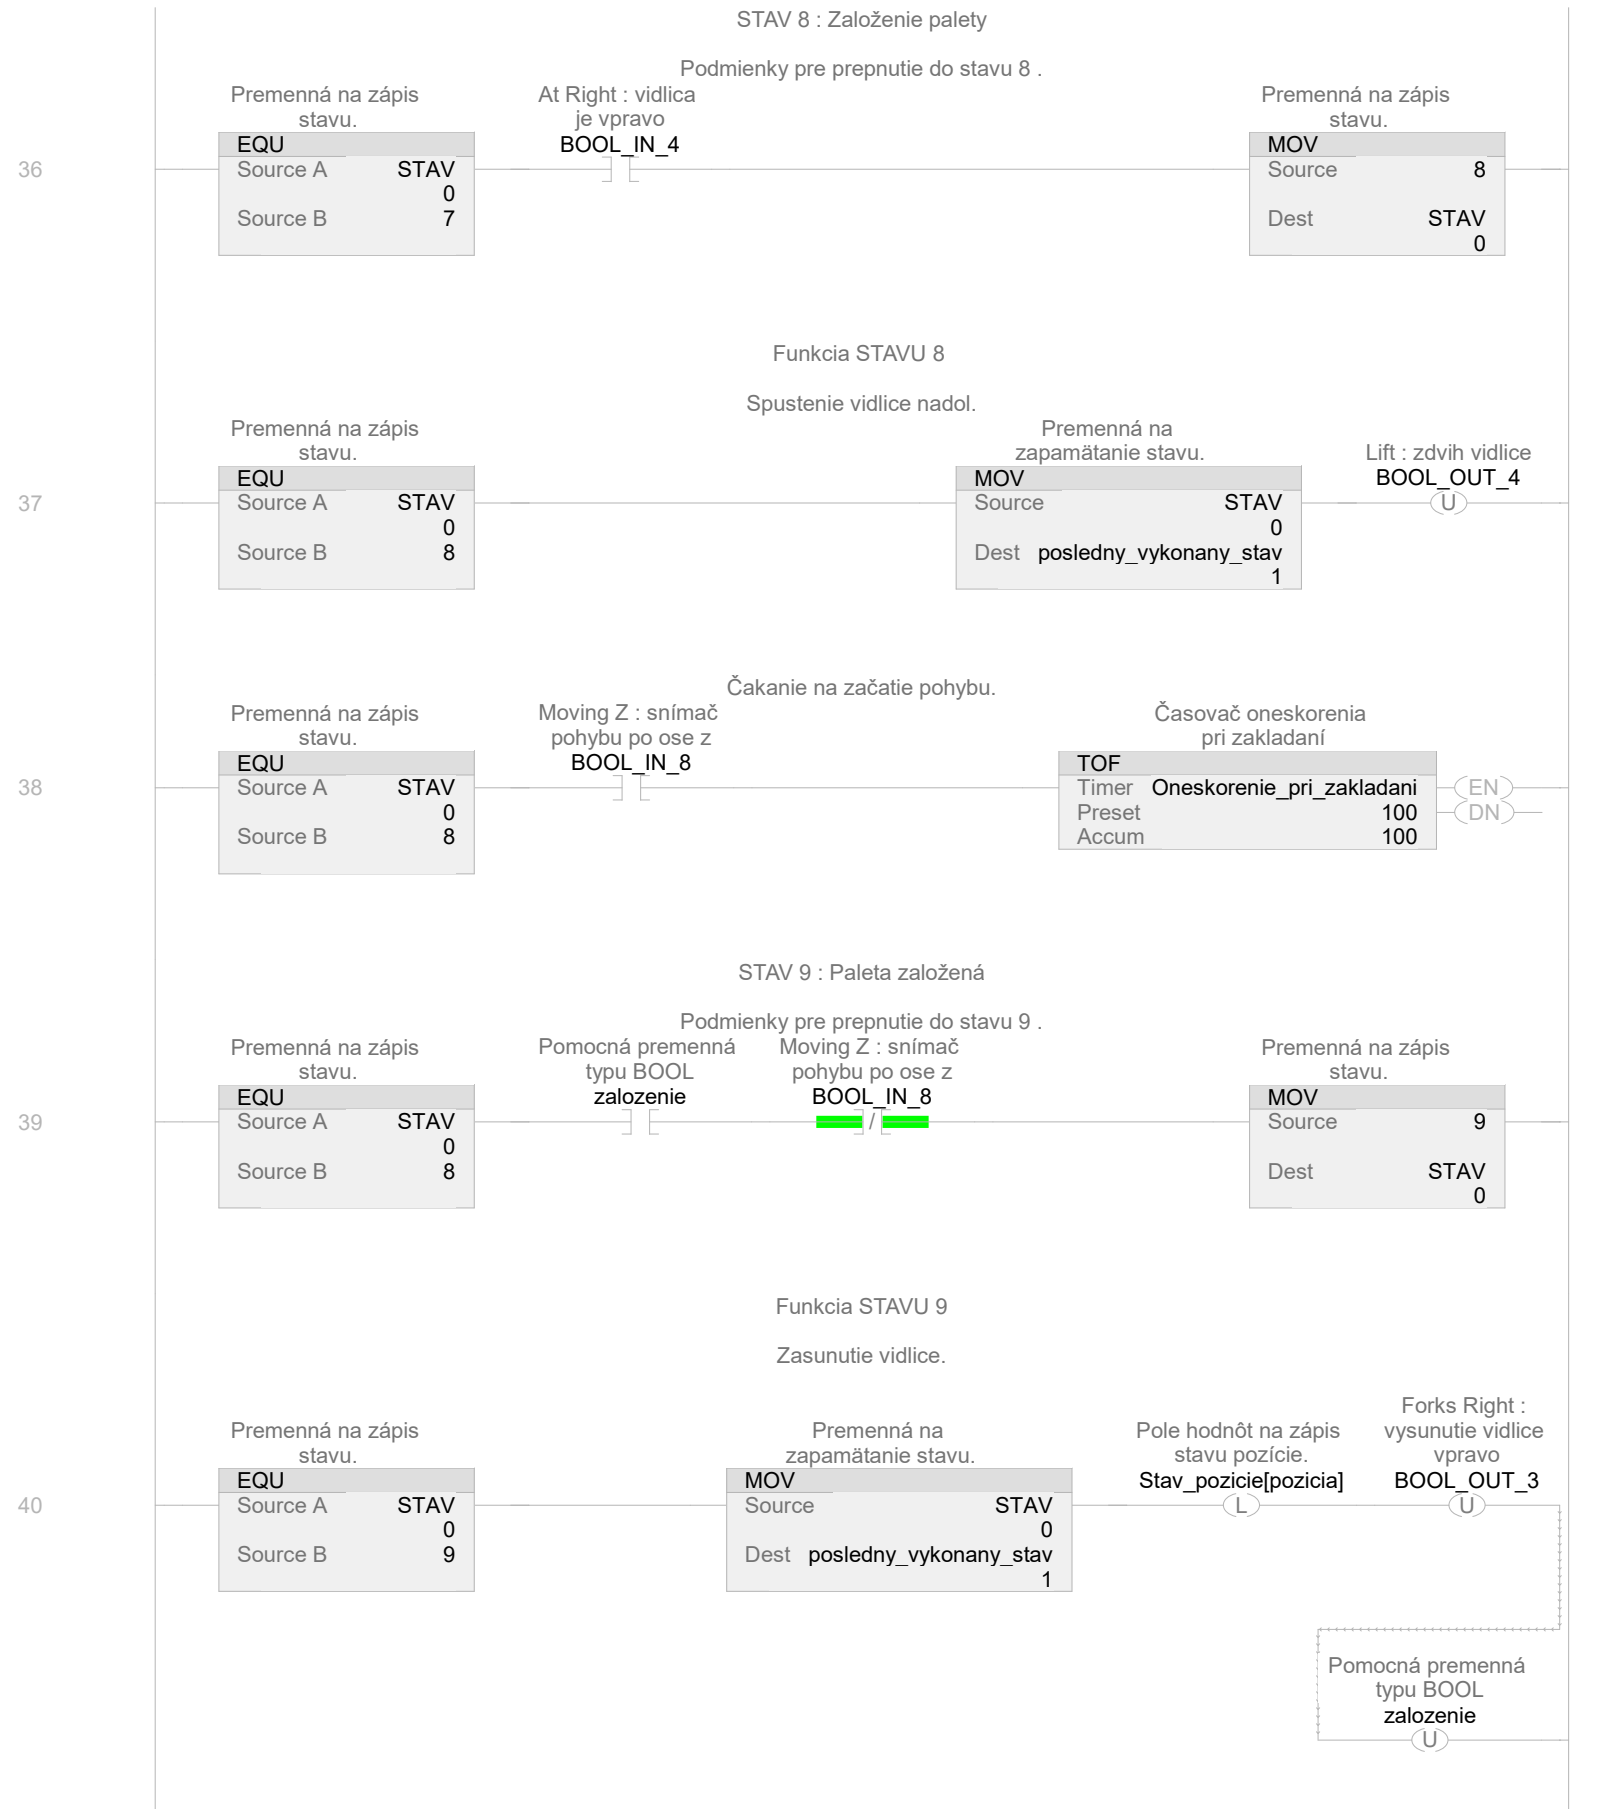 STAV 8 : Založenie palety
Podmienky pre prepnutie do stavu 8 .
Premenná na zápis
stavu.
At Right : vidlica
je vpravo
Premenná na zápis
stavu.
36
EQU
Source A STAV
0
Source B 7
BOOL_IN_4
MOV
Source 8
Dest STAV
0
Funkcia STAVU 8
Spustenie vidlice nadol.
Premenná na zápis
stavu.
Premenná na
zapamätanie stavu.
Lift : zdvih vidlice
37
EQU
Source A STAV
0
Source B 8
MOV
Source STAV
0
Dest posledny_vykonany_stav
1
BOOL_OUT_4
U
Čakanie na začatie pohybu.
Premenná na zápis
stavu.
Moving Z : snímač
pohybu po ose z
Časovač oneskorenia
pri zakladaní
38
EQU
Source A STAV
0
Source B 8
BOOL_IN_8
TOF
Timer Oneskorenie_pri_zakladani
Preset 100
Accum 100
EN
DN
STAV 9 : Paleta založená
Podmienky pre prepnutie do stavu 9 .
Premenná na zápis
stavu.
Pomocná premenná
typu BOOL
Moving Z : snímač
pohybu po ose z
Premenná na zápis
stavu.
39
EQU
Source A STAV
0
Source B 8
zalozenie
BOOL_IN_8
/
MOV
Source 9
Dest STAV
0
Funkcia STAVU 9
Zasunutie vidlice.
Premenná na zápis
stavu.
Premenná na
zapamätanie stavu.
Pole hodnôt na zápis
stavu pozície.
Forks Right :
vysunutie vidlice
vpravo
40
EQU
Source A STAV
0
Source B 9
MOV
Source STAV
0
Dest posledny_vykonany_stav
1
Stav_pozicie[pozicia]
L
BOOL_OUT_3
U
Pomocná premenná
typu BOOL
zalozenie
U